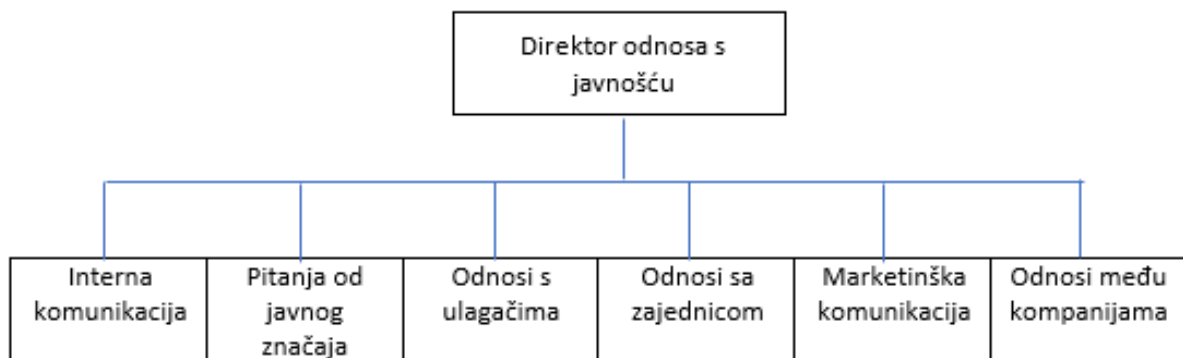 Direktor odnosa s
javnošću
Interna
komunikacija
Pitanja od
javnog
značaja
Odnosi s
ulagačima
Odnosi sa
zajednicom
Marketinška
komunikacija
Odnosi među
kompanijama